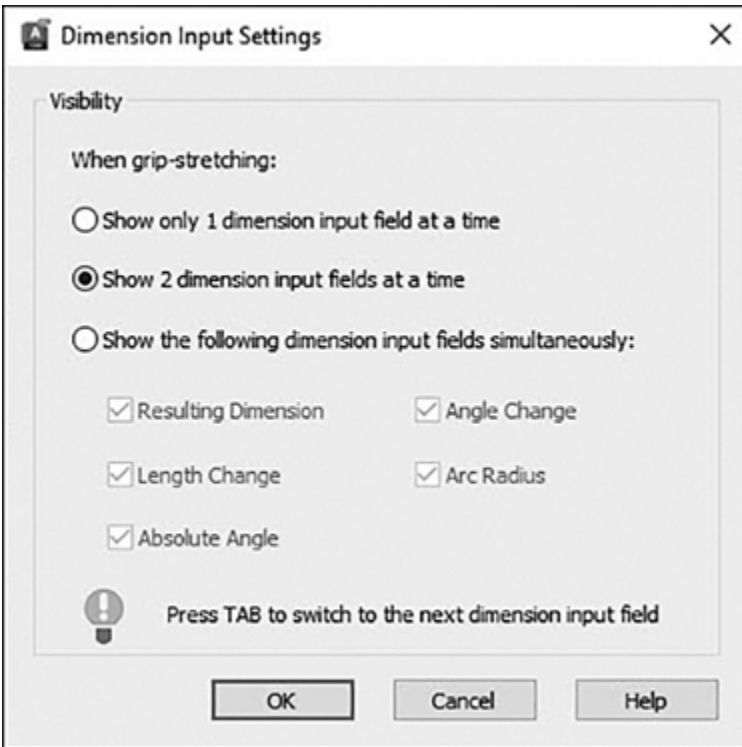 Dimension Input Settings
Visibility
When grip-stretching:
Show only 1 dimension input field at a time
Show 2 dimension input fields at a time
Show the following dimension input fields simultaneously:
Resulting Dimension
Angle Change
Length Change
Arc Radius
Absolute Angle
Press TAB to switch to the next dimension input field
OK
Cancel
Help